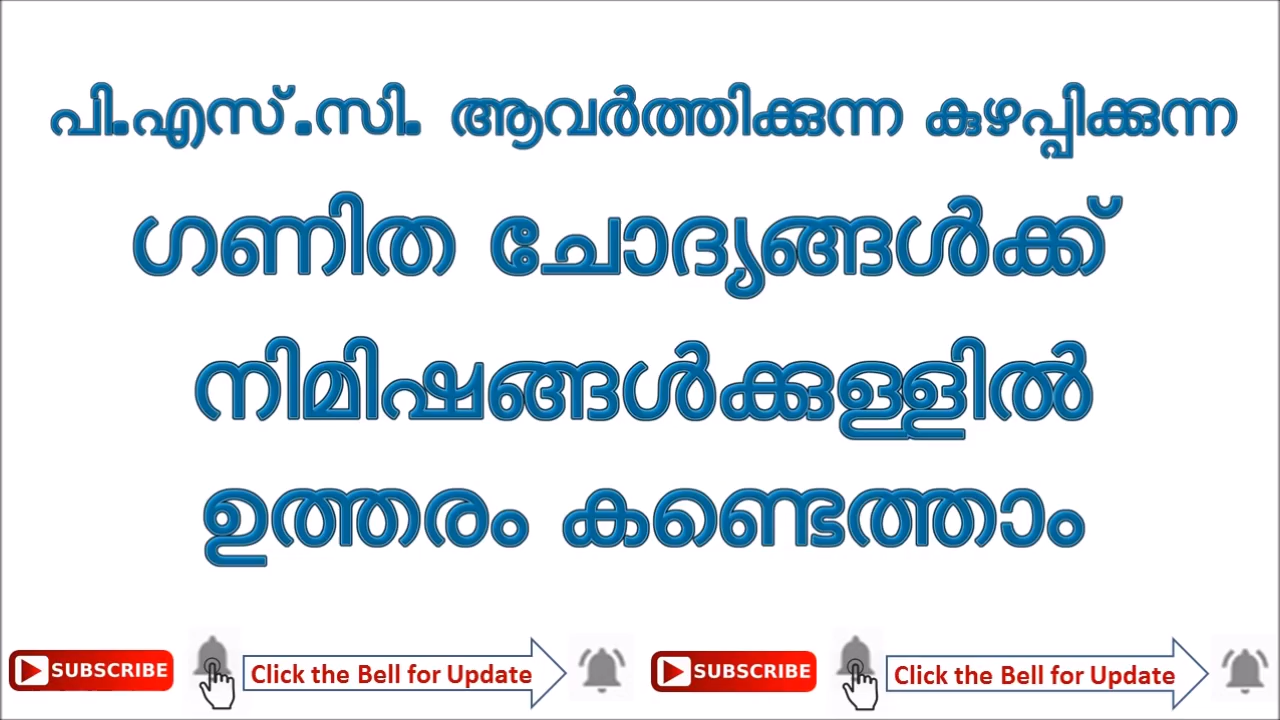 പി.എസ്.സി. ആവർത്തിക്കുന്ന കുഴപ്പിക്കുന്ന
ഗണിത ചോദ്യങ്ങൾക്ക്
നിമിഷങ്ങൾക്കുള്ളിൽ
ഉത്തരം കണ്ടെത്താം
SUBSCRIBE Click the Bell for Update SUBSCRIBE Click the Bell for Update